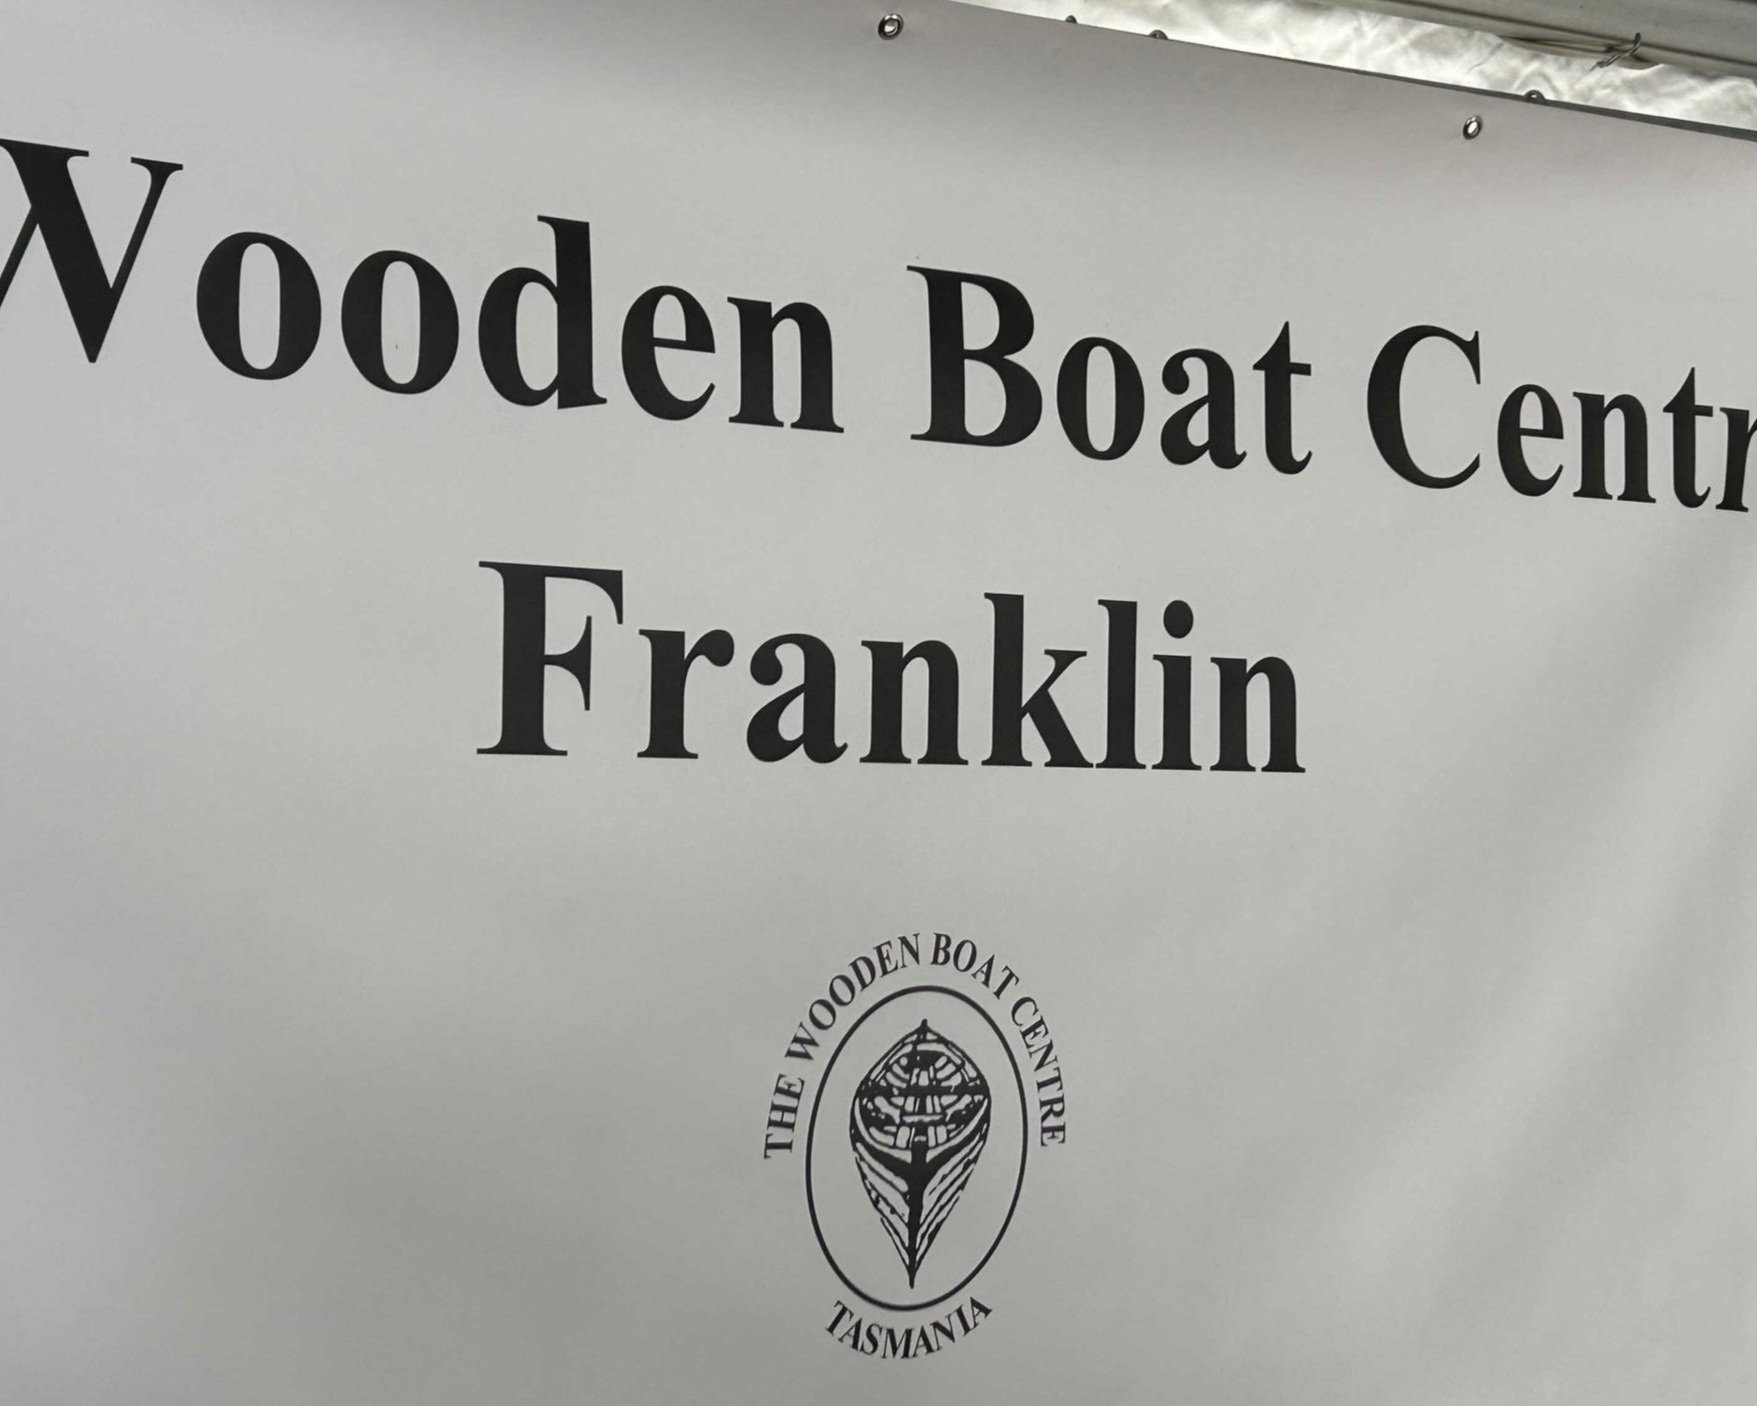 Wooden Boat Centr
Franklin
THE WOODEN BOAT CENTRE
TASMANIA